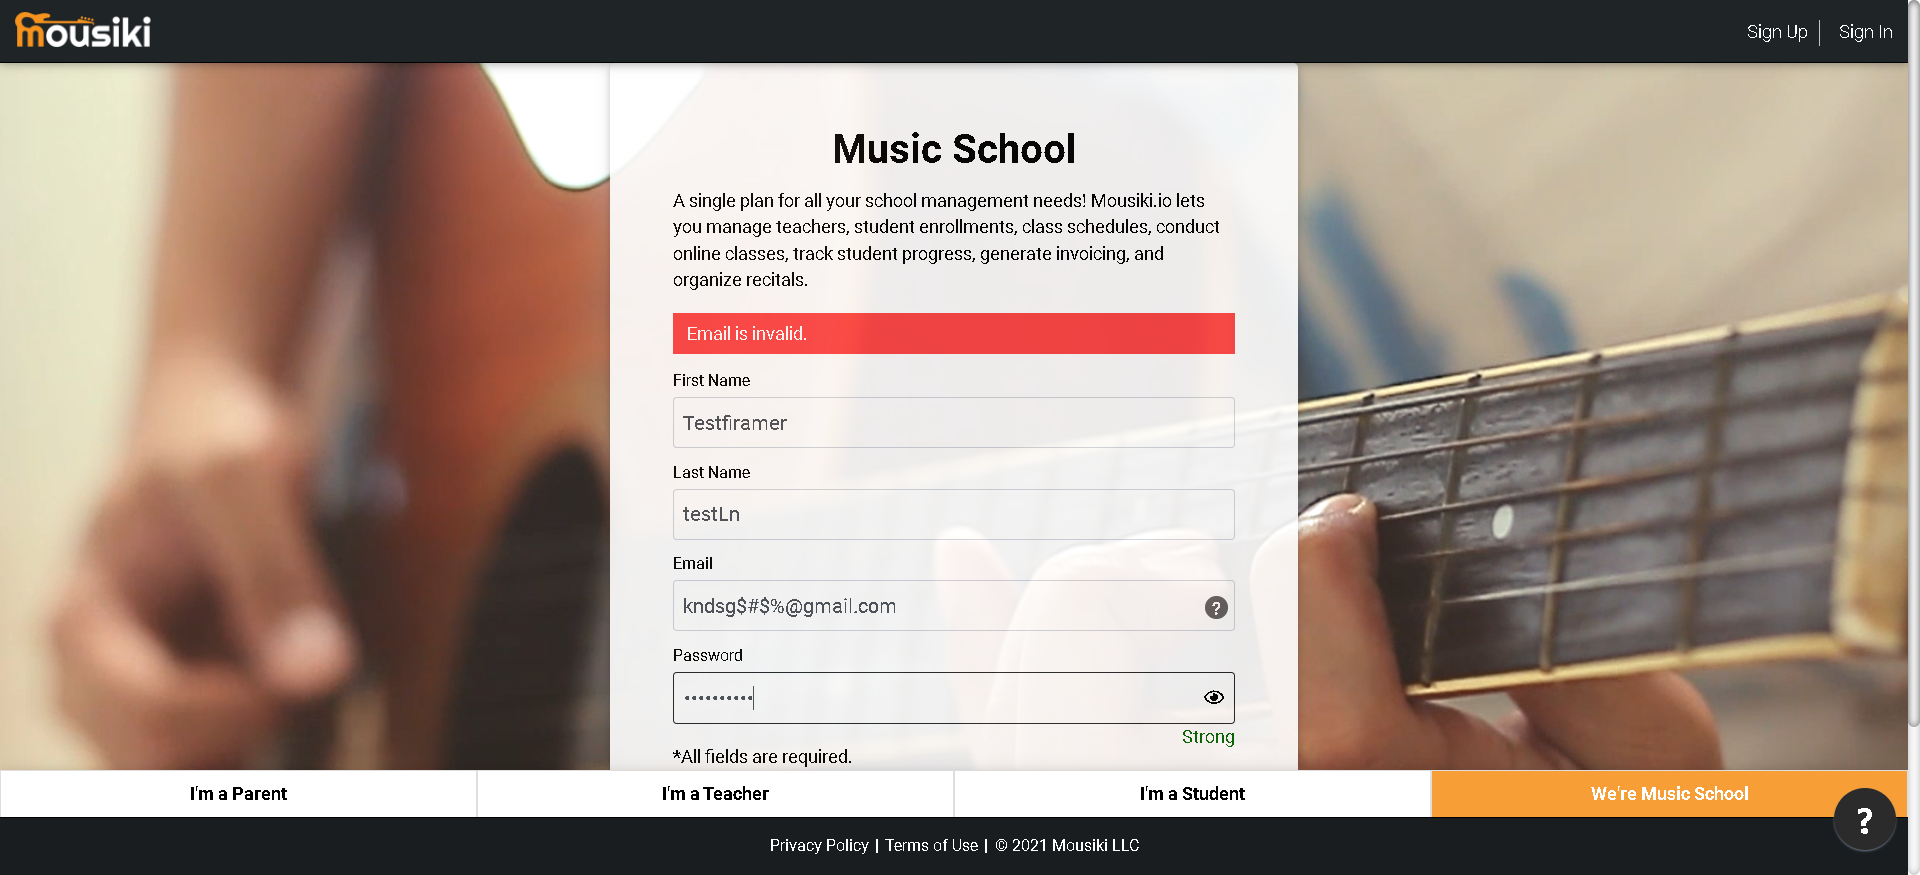 mousiki
Sign Up
Sign In
Music School
A single plan for all your school management needs! Mousiki.io lets
you manage teachers, student enrollments, class schedules, conduct
online classes, track student progress, generate invoicing, and
organize recitals.
Email is invalid.
First Name
Testfiramer
Last Name
testLn
Email
kndsg$#$%@gmail.com
?
Password
••••••••••
Strong
*All fields are required.
I'm a Parent
I'm a Teacher
I'm a Student
We're Music School
?
Privacy Policy | Terms of Use | © 2021 Mousiki LLC